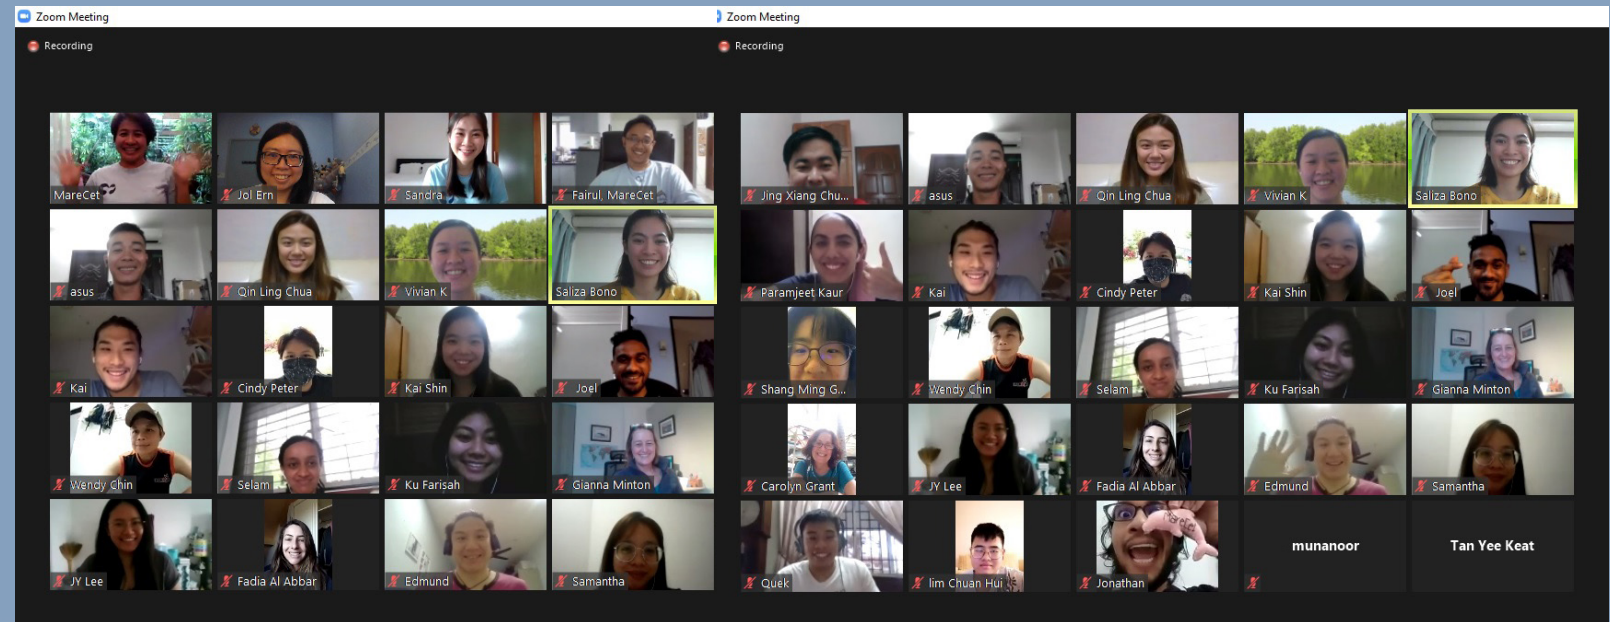 Zoom Meeting
Recording
MareCet
Jol Ern
Sandra
Fairul, MareCet
asus
Qin Ling Chua
Vivian K
Saliza Bono
Kai
Cindy Peter
Kai Shin
Joel
Wendy Chin
Selam
Ku Farisah
Gianna Minton
JY Lee
Fadia Al Abbar
Edmund
Samantha
Zoom Meeting
Recording
Jing Xiang Chu...
asus
Qin Ling Chua
Vivian K
Saliza Bono
Paramjeet Kaur
Kai
Cindy Peter
Kai Shin
Joel
Shang Ming G...
Wendy Chin
Selam
Ku Farisah
Gianna Minton
Carolyn Grant
JY Lee
Fadia Al Abbar
Edmund
Samantha
Quek
lim Chuan Hui
Jonathan
munanoor
Tan Yee Keat